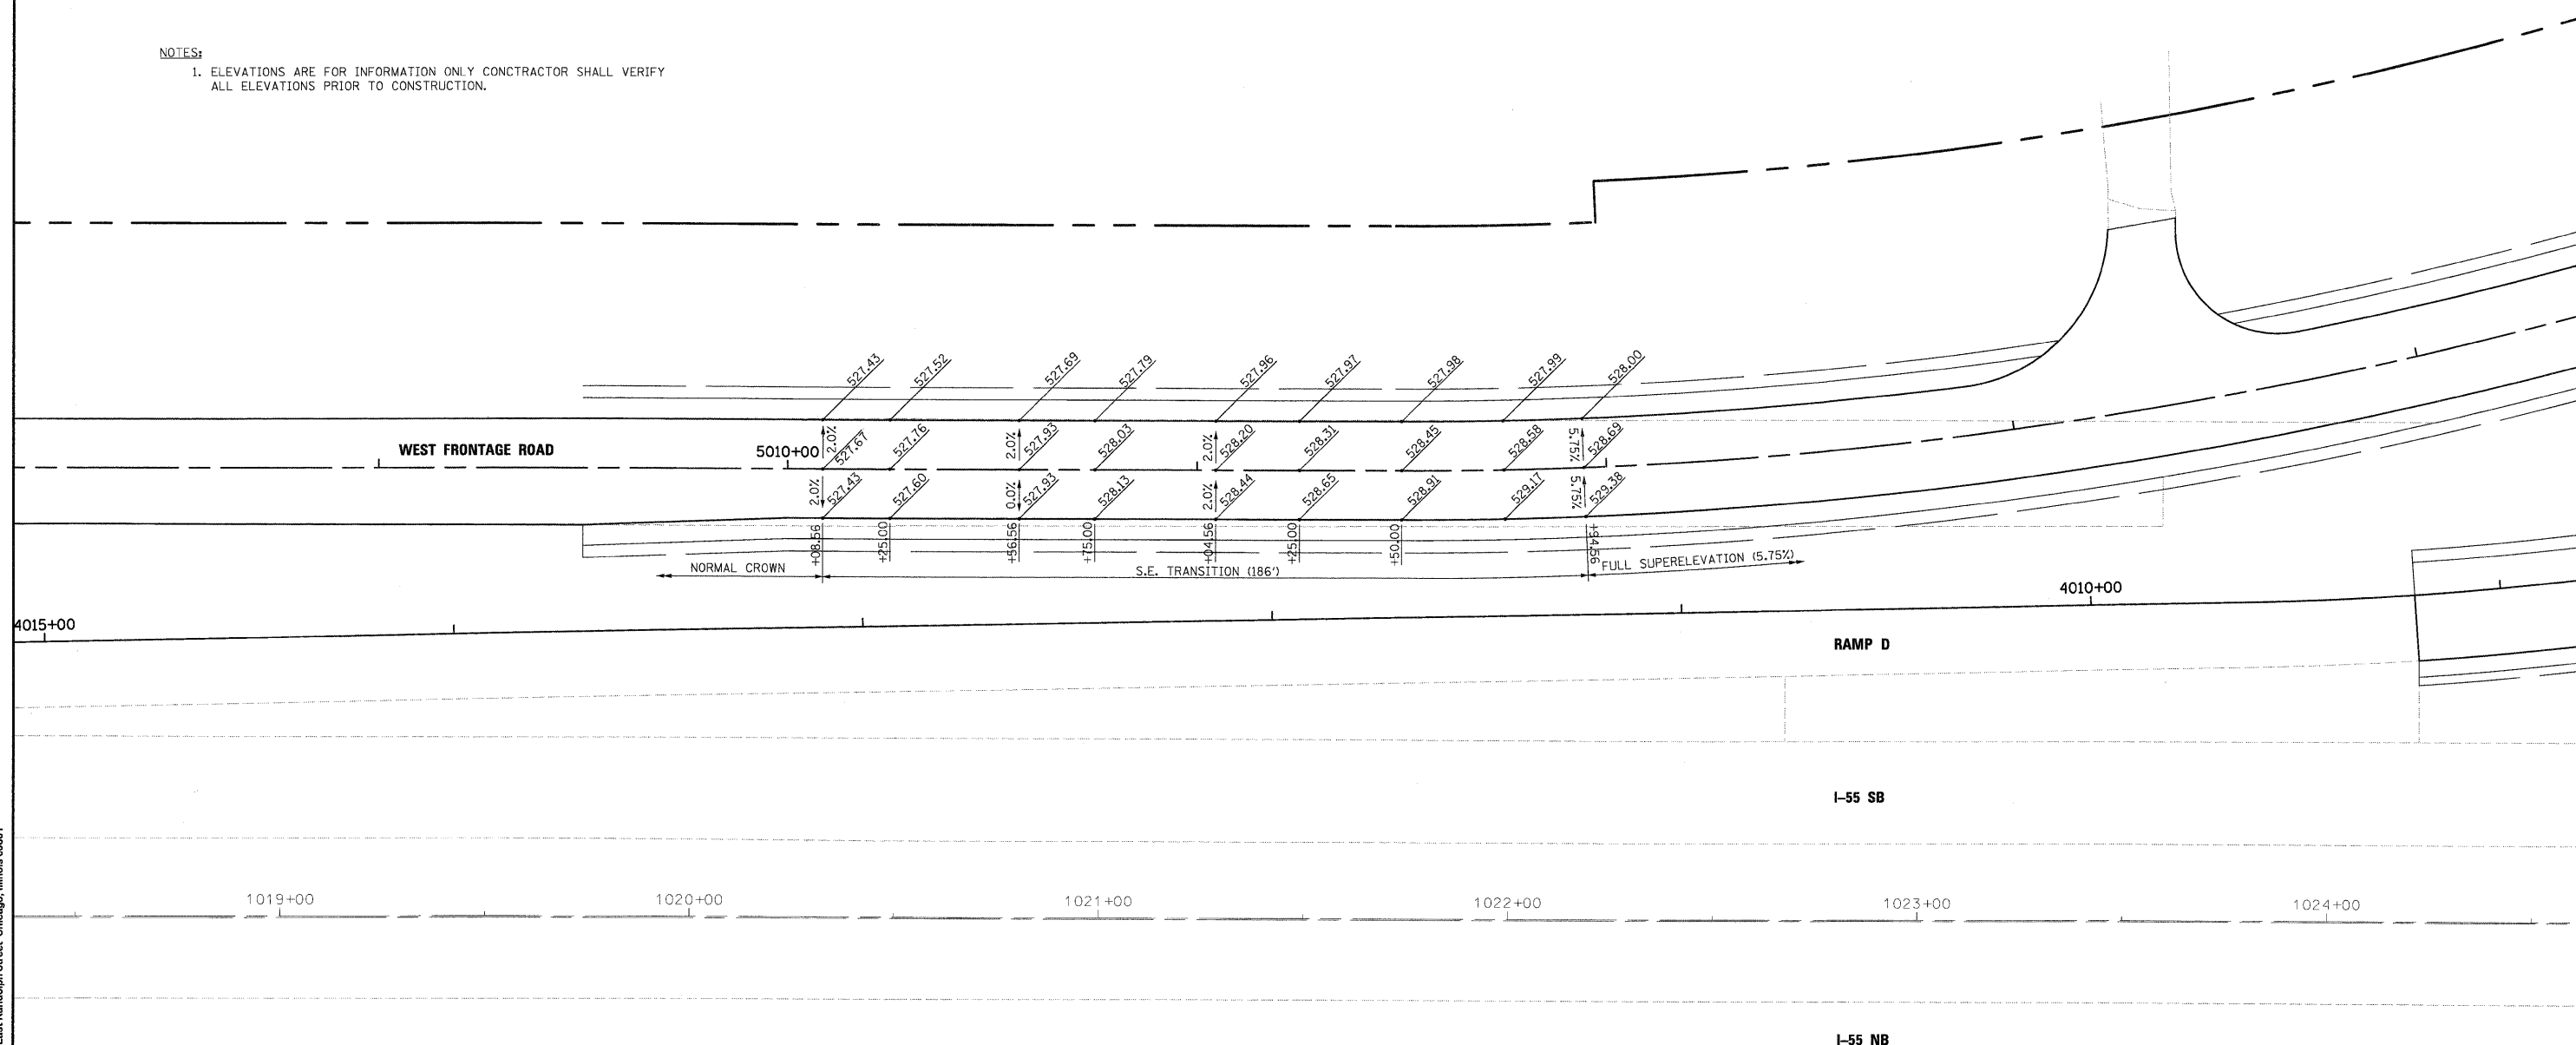 NOTES:
1. ELEVATIONS ARE FOR INFORMATION ONLY CONCTRACTOR SHALL VERIFY
ALL ELEVATIONS PRIOR TO CONSTRUCTION.
527.43 527.52 527.69 527.79 527.96 527.97 527.98 527.99 528.00
2.0% 2.0% 2.0% 5.75%
WEST FRONTAGE ROAD
5010+00
527.67 527.76 527.93 528.03 528.20 528.31 528.45 528.58 528.69
2.0% 0.0% 2.0% 5.75%
527.43 527.60 527.93 528.13 528.44 528.65 528.91 529.17 529.38
+08.56 +25.00 +56.56 +75.00 +04.56 +25.00 +50.00 +94.56
NORMAL CROWN
S.E. TRANSITION (186')
FULL SUPERELEVATION (5.75%)
4015+00
4010+00
RAMP D
I-55 SB
1019+00 1020+00 1021+00 1022+00 1023+00 1024+00
I-55 NB